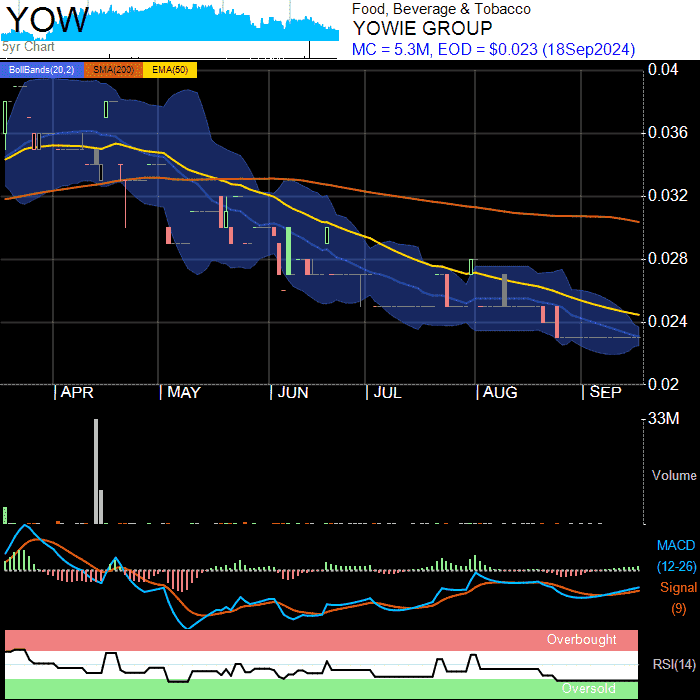 YOW
5yr Chart
Food, Beverage & Tobacco
YOWIE GROUP
MC = 5.3M, EOD = $0.023 (18Sep2024)
BollBands(20,2) SMA(200) EMA(50)
0.04
0.036
0.032
0.028
0.024
0.02
APR MAY JUN JUL AUG SEP
33M
Volume
MACD
(12-26)
Signal
(9)
Overbought
RSI(14)
Oversold